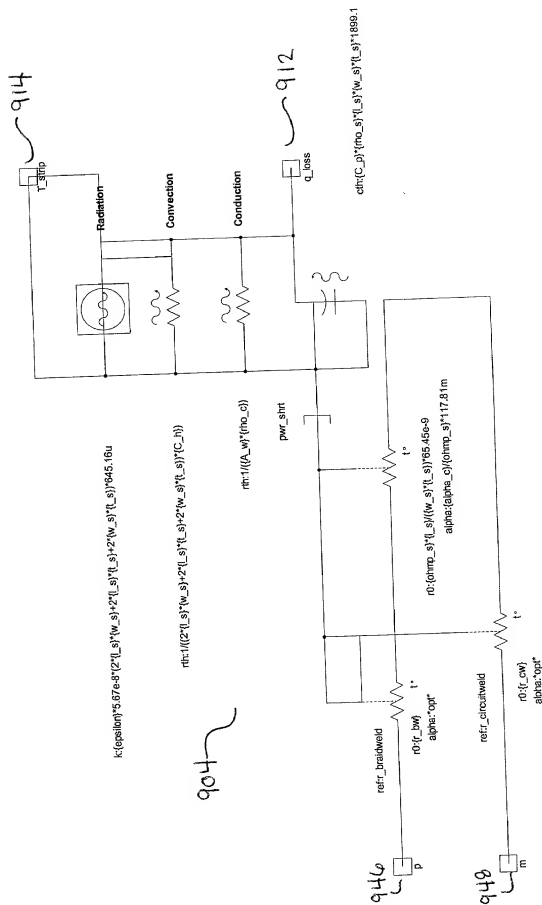 914
T_strip
Radiation
k:{epsilon}*5.67e-8*(2*{l_s}*{w_s}+2*{l_s}*{t_s}+2*{w_s}*{t_s})*645.16u
Convection
rth:1/((2*{l_s}*{w_s}+2*{l_s}*{t_s}+2*{w_s}*{t_s})*{C_h})
Conduction
rth:1/({A_w}*{rho_c})
912
q_loss
cth:{C_p}*{rho_s}*{l_s}*{w_s}*{t_s}*1899.1
904
pwr_shrt
t°
r0:{ohmp_s}*{l_s}/({w_s}*{t_s})*65.45e-9
alpha:{alpha_c}/{ohmp_s}*117.81m
ref:r_braidweld
t°
r0:{r_bw}
alpha:*opt*
946
p
ref:r_circuitweld
t°
r0:{r_cw}
alpha:*opt*
948
m